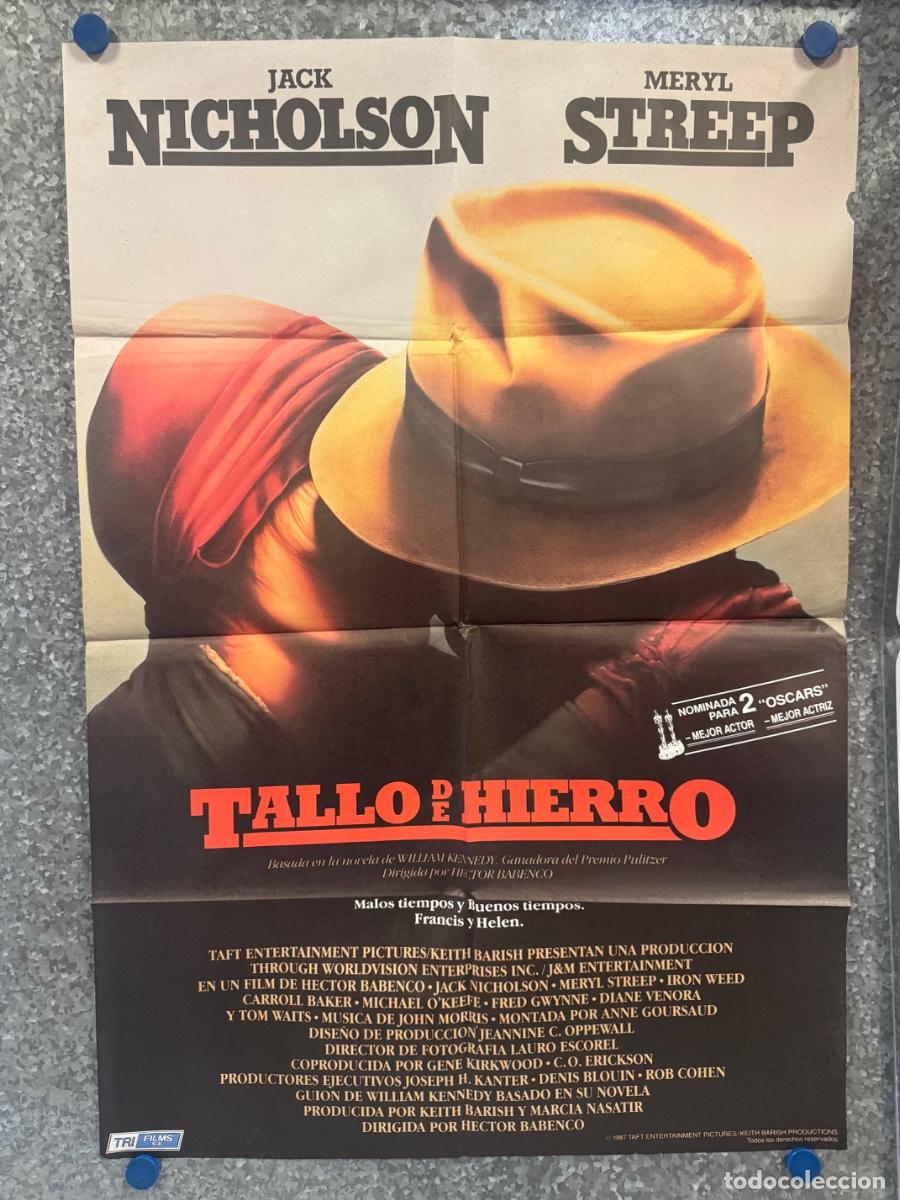 JACK
NICHOLSON
MERYL
STREEP
NOMINADA PARA 2 "OSCARS"
- MEJOR ACTOR - MEJOR ACTRIZ
TALLO DE HIERRO
Basada en la novela de WILLIAM KENNEDY. Ganadora del Premio Pulitzer
Dirigida por HECTOR BABENCO
Malos tiempos y Buenos tiempos.
Francis y Helen.
TAFT ENTERTAINMENT PICTURES/KEITH BARISH PRESENTAN UNA PRODUCCION
THROUGH WORLDVISION ENTERPRISES INC. / J&M ENTERTAINMENT
EN UN FILM DE HECTOR BABENCO • JACK NICHOLSON • MERYL STREEP • IRON WEED
CARROLL BAKER • MICHAEL O'KEEFE • FRED GWYNNE • DIANE VENORA
Y TOM WAITS • MUSICA DE JOHN MORRIS • MONTADA POR ANNE GOURSAUD
DISEÑO DE PRODUCCION JEANNINE C. OPPEWALL
DIRECTOR DE FOTOGRAFIA LAURO ESCOREL
COPRODUCIDA POR GENE KIRKWOOD • C.O. ERICKSON
PRODUCTORES EJECUTIVOS JOSEPH H. KANTER • DENIS BLOUIN • ROB COHEN
GUION DE WILLIAM KENNEDY BASADO EN SU NOVELA
PRODUCIDA POR KEITH BARISH Y MARCIA NASATIR
DIRIGIDA POR HECTOR BABENCO
TRI FILMS S.A.
© 1987 TAFT ENTERTAINMENT PICTURES/KEITH BARISH PRODUCTIONS
Todos los derechos reservados
todocoleccion